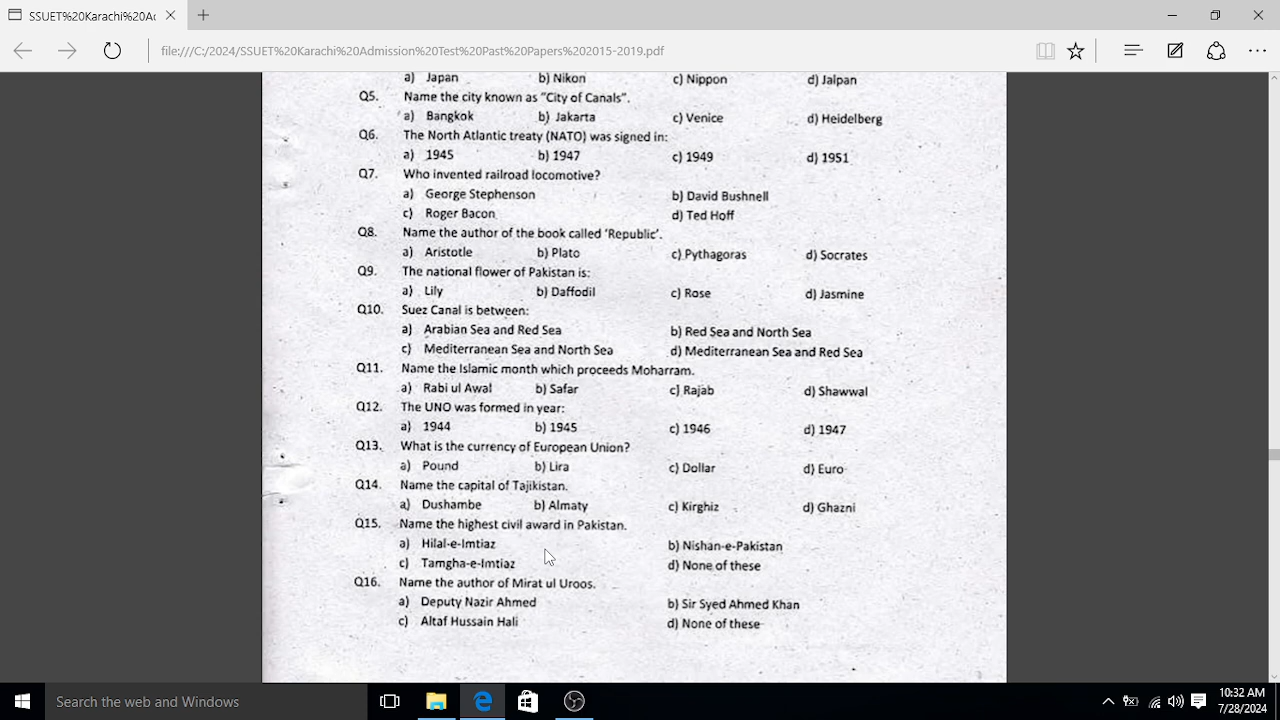 SSUET%20Karachi%20Ac
file:///C:/2024/SSUET%20Karachi%20Admission%20Test%20Past%20Papers%202015-2019.pdf
a) Japan b) Nikon c) Nippon d) Jalpan
Q5. Name the city known as "City of Canals".
a) Bangkok b) Jakarta c) Venice d) Heidelberg
Q6. The North Atlantic treaty (NATO) was signed in:
a) 1945 b) 1947 c) 1949 d) 1951
Q7. Who invented railroad locomotive?
a) George Stephenson b) David Bushnell
c) Roger Bacon d) Ted Hoff
Q8. Name the author of the book called 'Republic'.
a) Aristotle b) Plato c) Pythagoras d) Socrates
Q9. The national flower of Pakistan is:
a) Lily b) Daffodil c) Rose d) Jasmine
Q10. Suez Canal is between:
a) Arabian Sea and Red Sea b) Red Sea and North Sea
c) Mediterranean Sea and North Sea d) Mediterranean Sea and Red Sea
Q11. Name the Islamic month which proceeds Moharram.
a) Rabi ul Awal b) Safar c) Rajab d) Shawwal
Q12. The UNO was formed in year:
a) 1944 b) 1945 c) 1946 d) 1947
Q13. What is the currency of European Union?
a) Pound b) Lira c) Dollar d) Euro
Q14. Name the capital of Tajikistan.
a) Dushambe b) Almaty c) Kirghiz d) Ghazni
Q15. Name the highest civil award in Pakistan.
a) Hilal-e-Imtiaz b) Nishan-e-Pakistan
c) Tamgha-e-Imtiaz d) None of these
Q16. Name the author of Mirat ul Uroos.
a) Deputy Nazir Ahmed b) Sir Syed Ahmed Khan
c) Altaf Hussain Hali d) None of these
Search the web and Windows
8:32 AM
7/28/2024